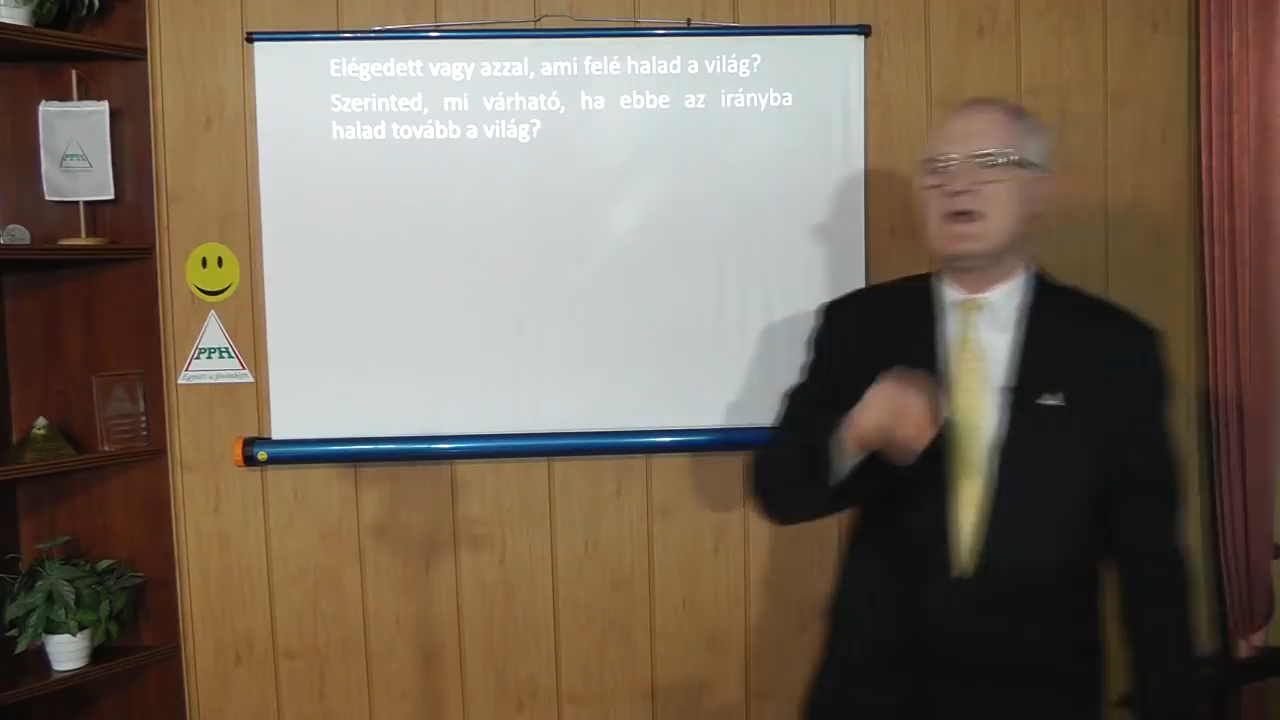 Elégedett vagy azzal, ami felé halad a világ?
Szerinted, mi várható, ha ebbe az irányba
halad tovább a világ?
PPH